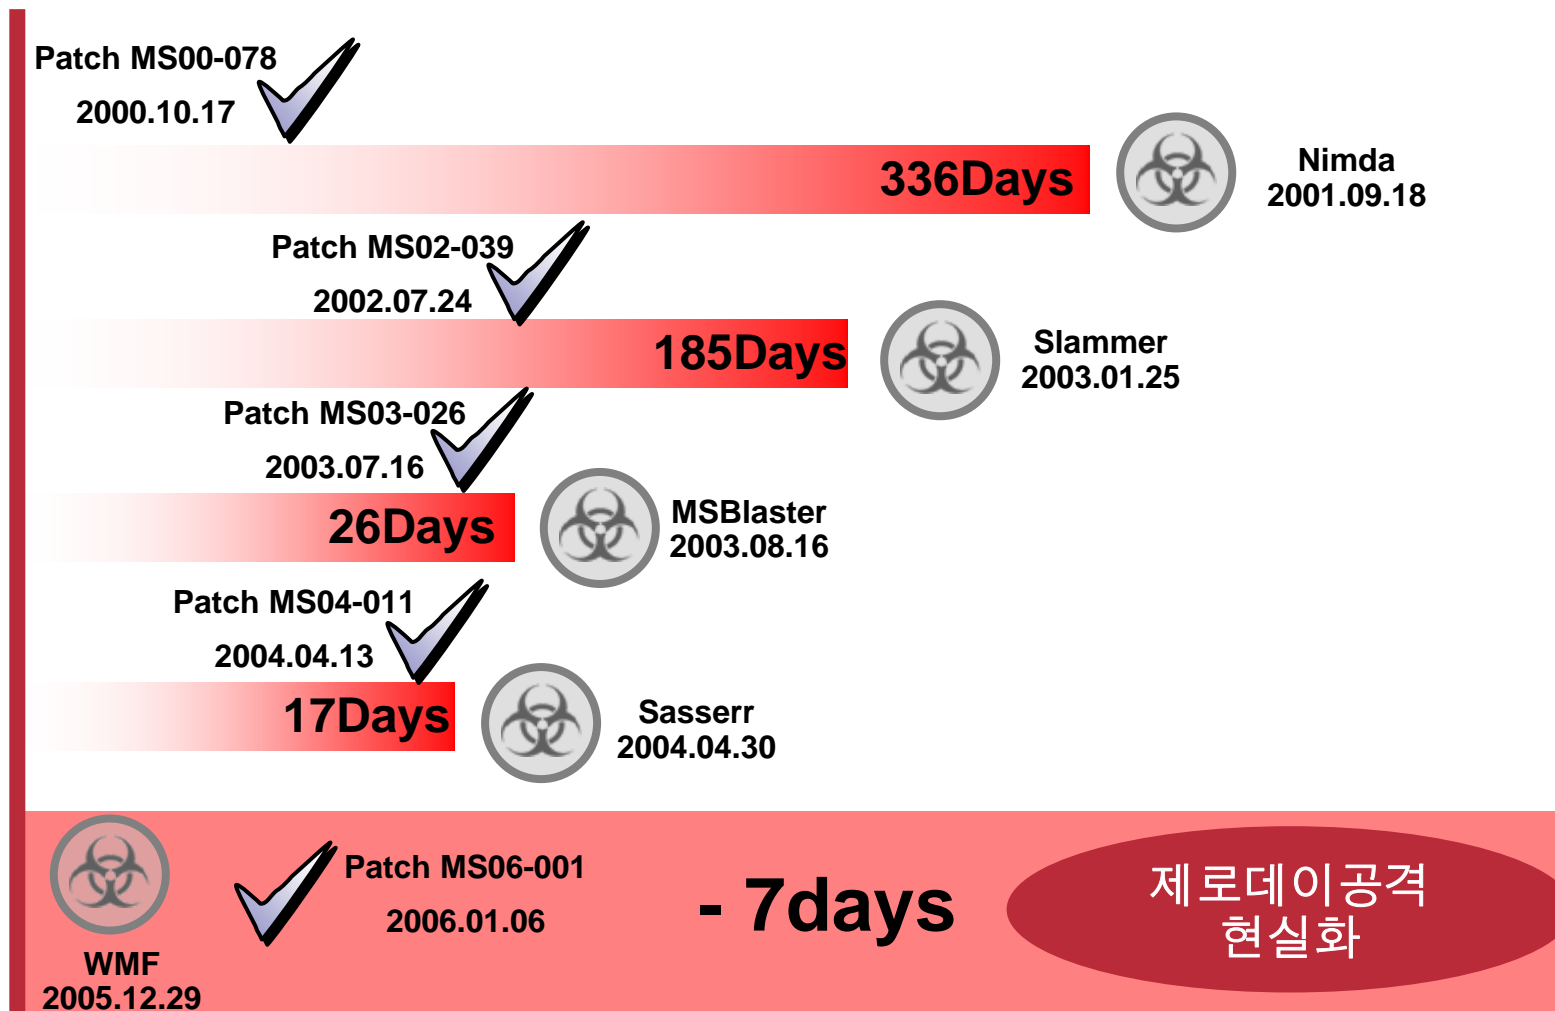 Patch MS00-078
2000.10.17
336Days
Nimda
2001.09.18
Patch MS02-039
2002.07.24
185Days
Slammer
2003.01.25
Patch MS03-026
2003.07.16
26Days
MSBlaster
2003.08.16
Patch MS04-011
2004.04.13
17Days
Sasserr
2004.04.30
WMF
2005.12.29
Patch MS06-001
2006.01.06
- 7days
제로데이공격
현실화